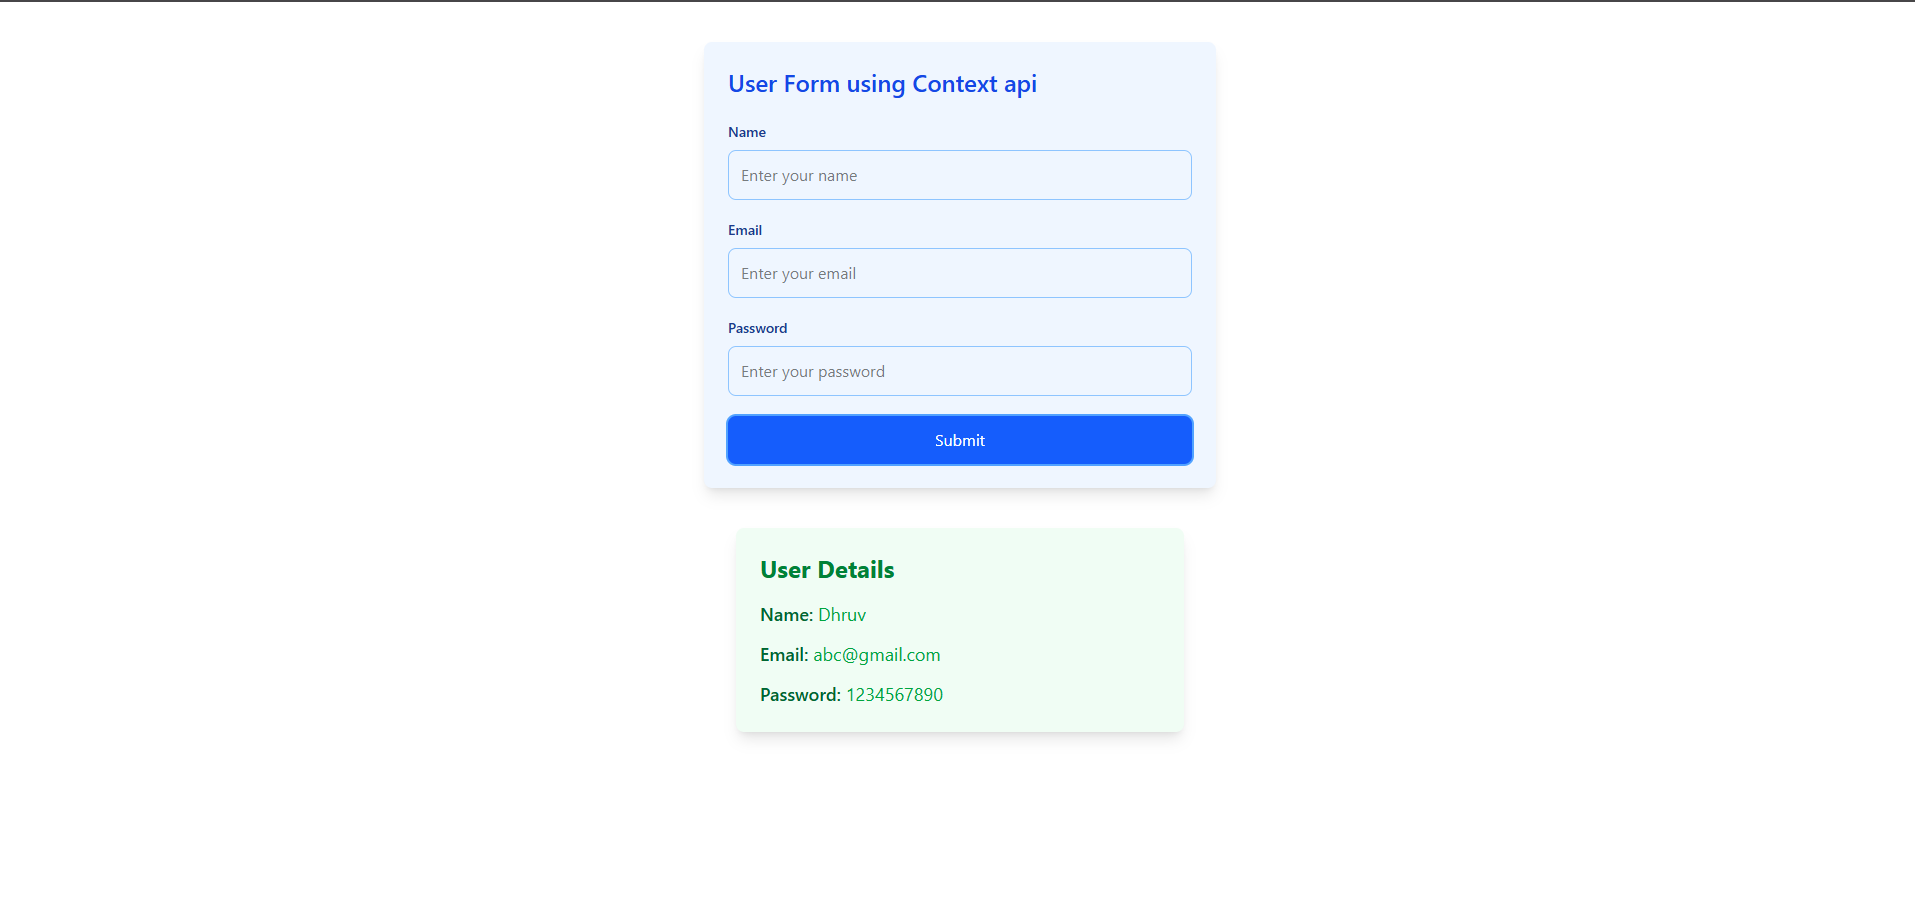 User Form using Context api
Name
Enter your name
Email
Enter your email
Password
Enter your password
Submit
User Details
Name: Dhruv
Email: abc@gmail.com
Password: 1234567890